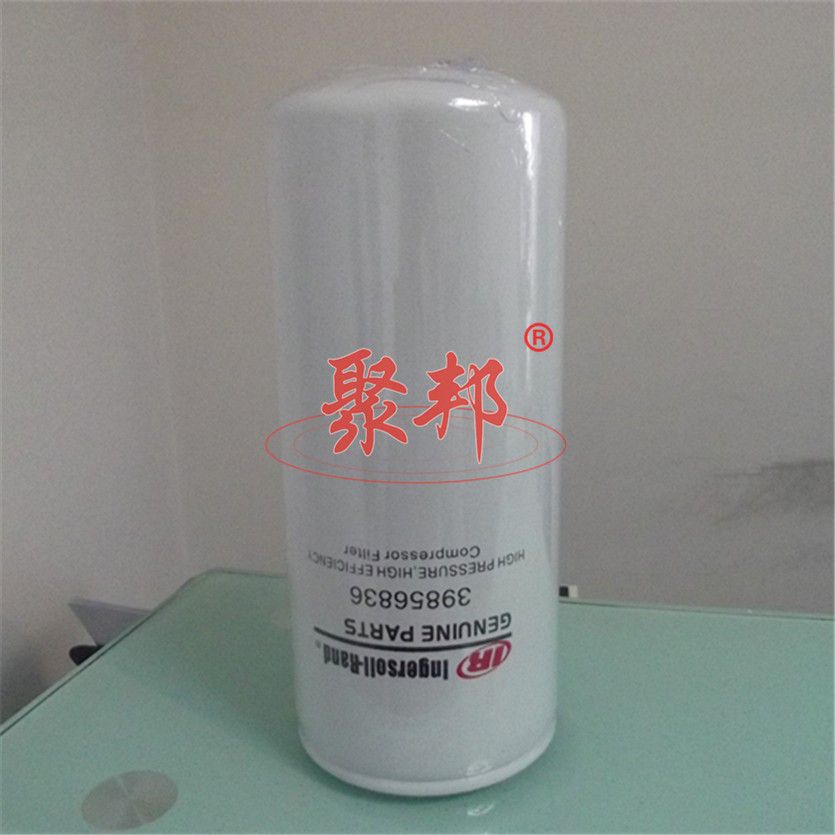 聚邦®
IR Ingersoll-Rand®
GENUINE PARTS
39856836
HIGH PRESSURE,HIGH EFFICIENCY
Compressor Filter